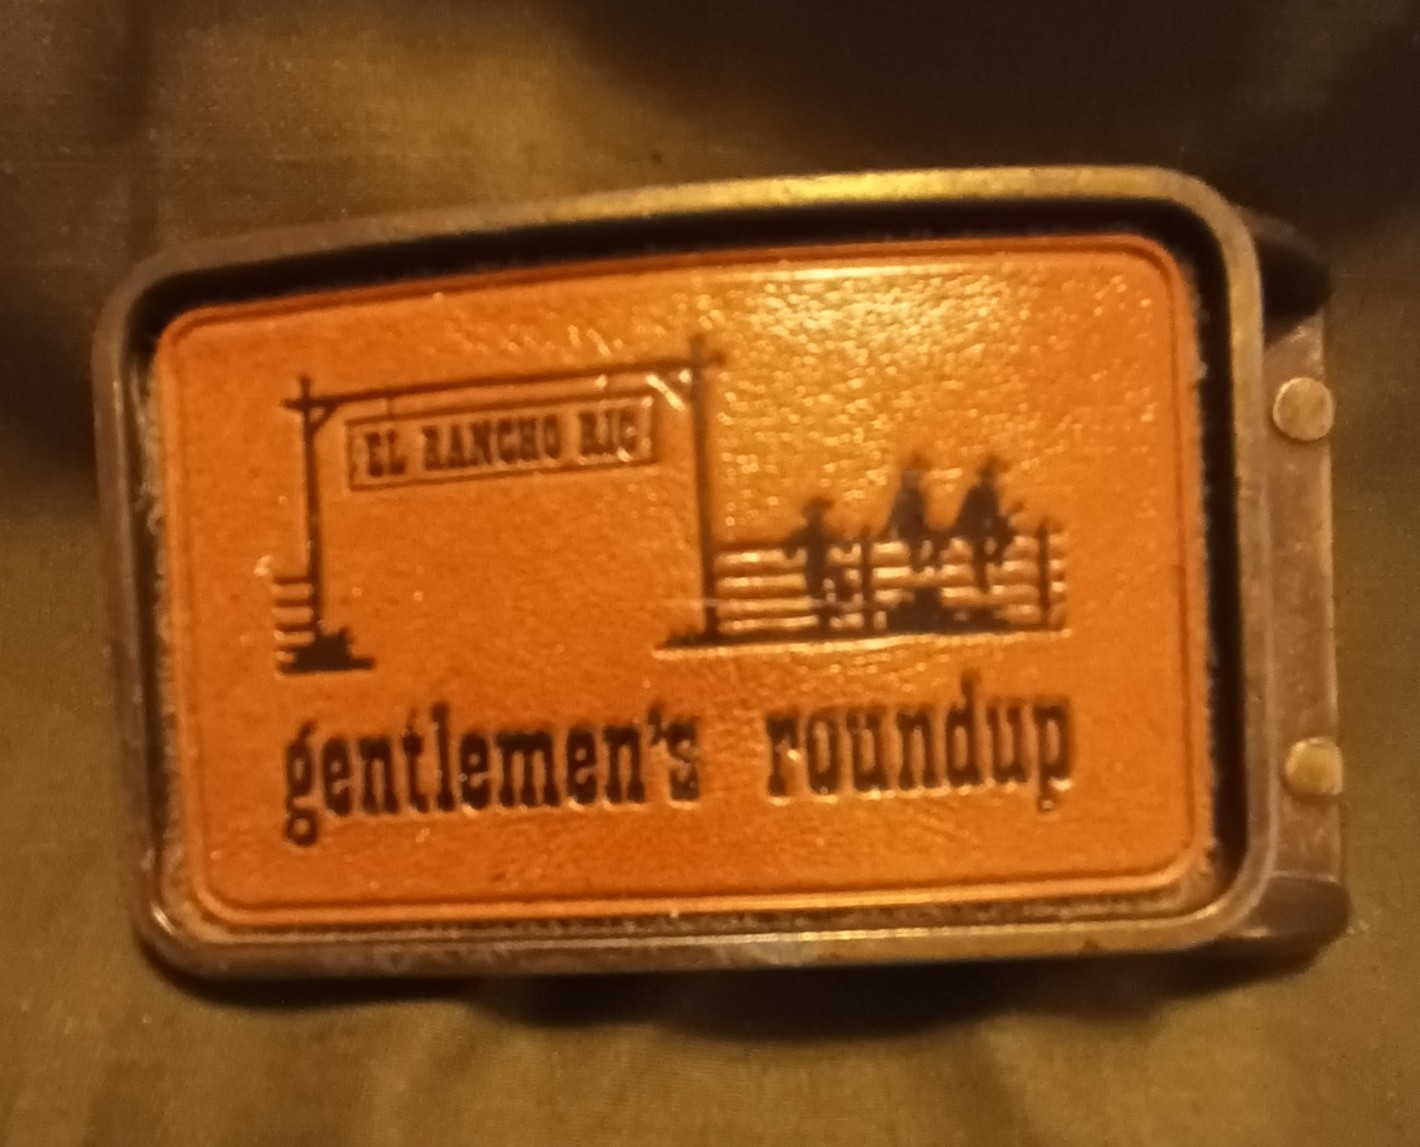 EL RANCHO RIO
gentlemen's roundup